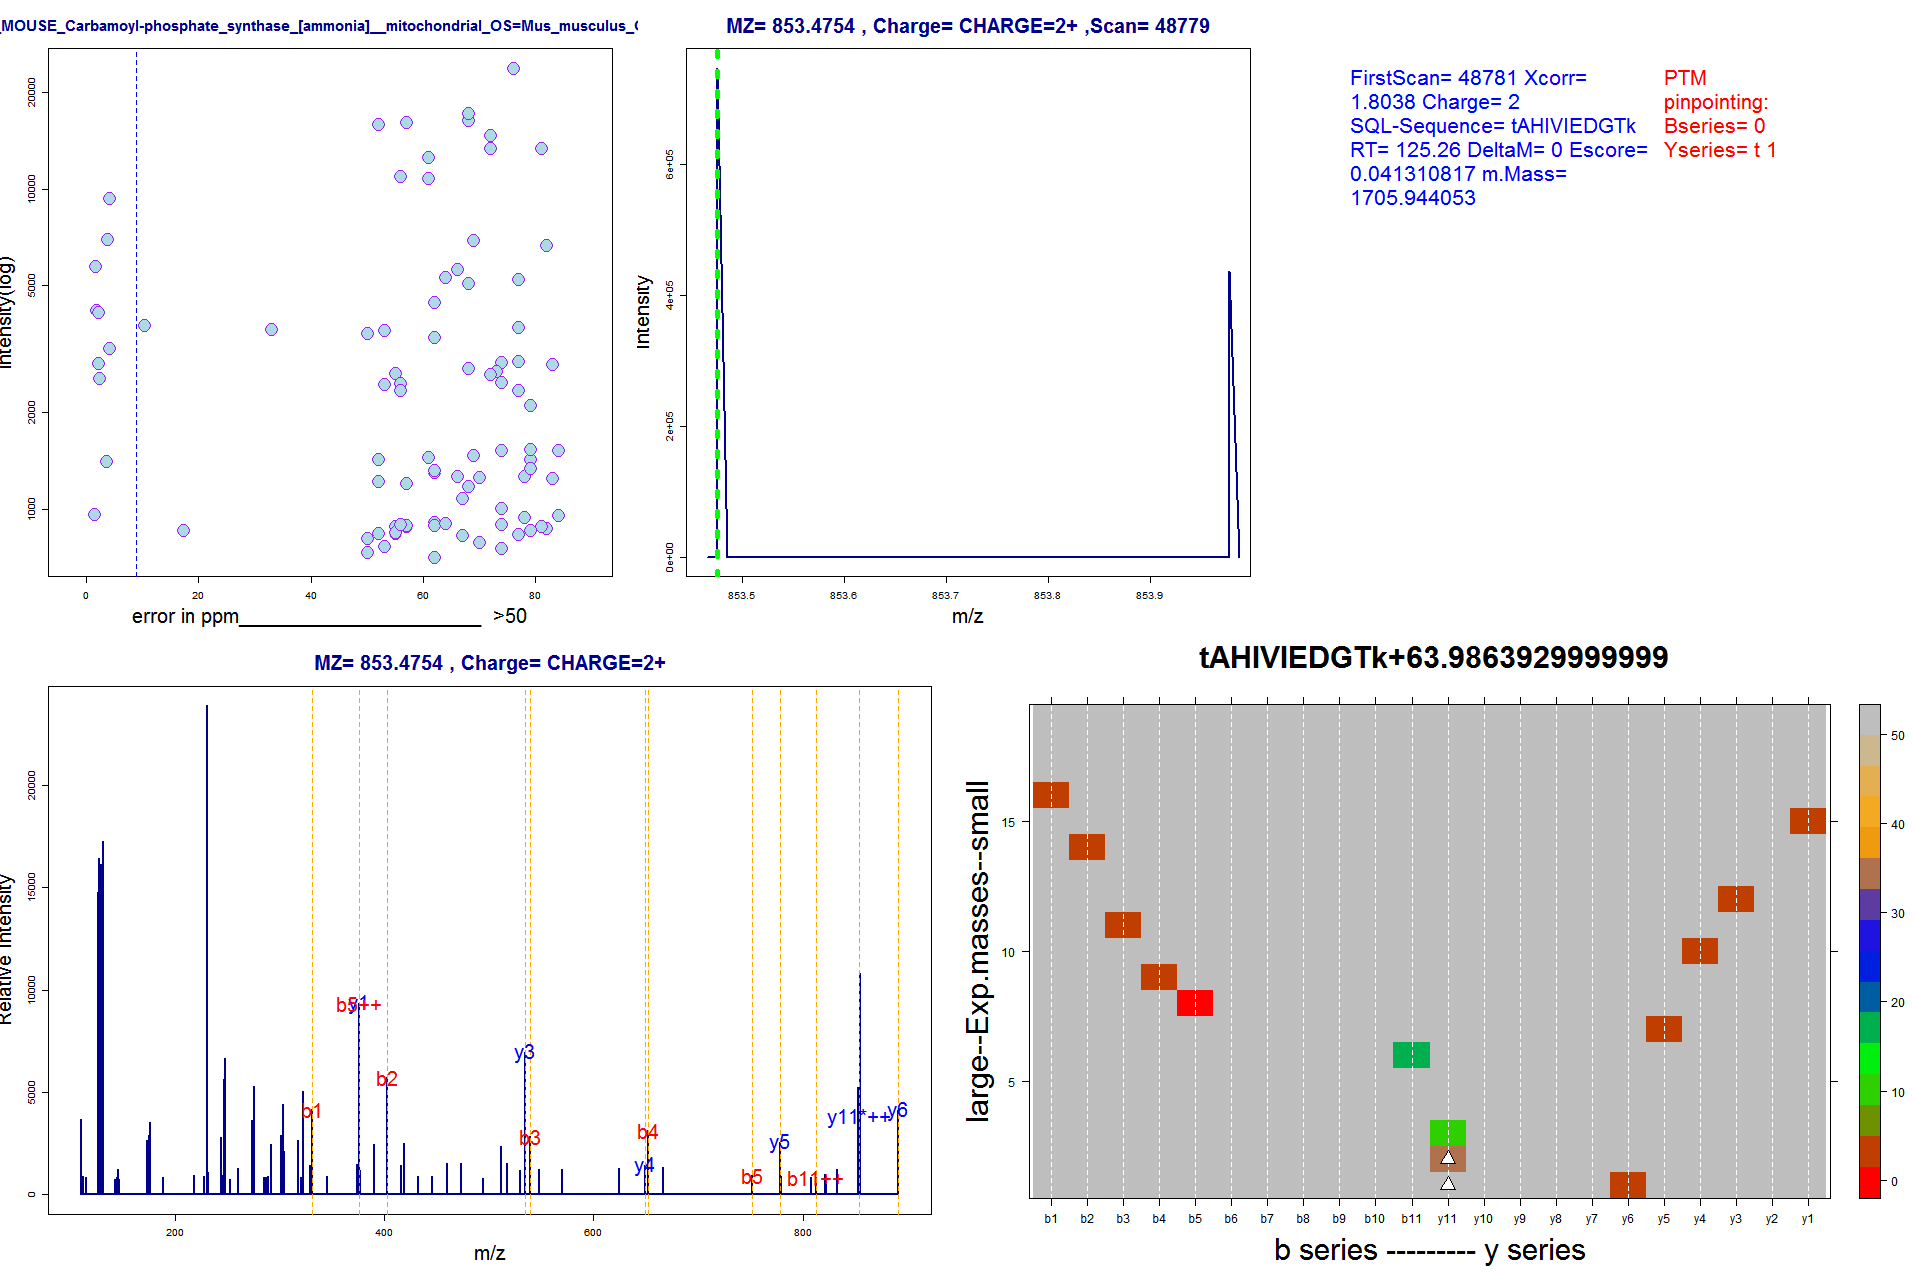 _MOUSE_Carbamoyl-phosphate_synthase_[ammonia]__mitochondrial_OS=Mus_musculus_
Intensity(log)
20000
10000
5000
2000
1000
0 20 40 60 80
error in ppm______________________ >50
MZ= 853.4754 , Charge= CHARGE=2+ ,Scan= 48779
Intensity
6e+05
4e+05
2e+05
0e+00
853.5 853.6 853.7 853.8 853.9
m/z
FirstScan= 48781 Xcorr=
1.8038 Charge= 2
SQL-Sequence= tAHIVIEDGTk
RT= 125.26 DeltaM= 0 Escore=
0.041310817 m.Mass=
1705.944053
PTM
pinpointing:
Bseries= 0
Yseries= t 1
MZ= 853.4754 , Charge= CHARGE=2+
Relative Intensity
20000
15000
10000
5000
0
b5++
y1
y3
b2
b1
b3
b4
y4
y5
b5
b11++
y11*++
y6
200 400 600 800
m/z
tAHIVIEDGTk+63.9863929999999
large--Exp.masses--small
15
10
5
b1 b2 b3 b4 b5 b6 b7 b8 b9 b10 b11 y11 y10 y9 y8 y7 y6 y5 y4 y3 y2 y1
b series --------- y series
50
40
30
20
10
0